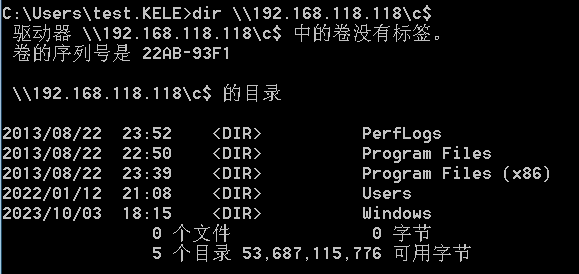 C:\Users\test.KELE>dir \\192.168.118.118\c$
驱动器 \\192.168.118.118\c$ 中的卷没有标签。
卷的序列号是 22AB-93F1
\\192.168.118.118\c$ 的目录
2013/08/22  23:52    <DIR>          PerfLogs
2013/08/22  22:50    <DIR>          Program Files
2013/08/22  23:39    <DIR>          Program Files (x86)
2022/01/12  21:08    <DIR>          Users
2023/10/03  18:15    <DIR>          Windows
0 个文件              0 字节
5 个目录 53,687,115,776 可用字节